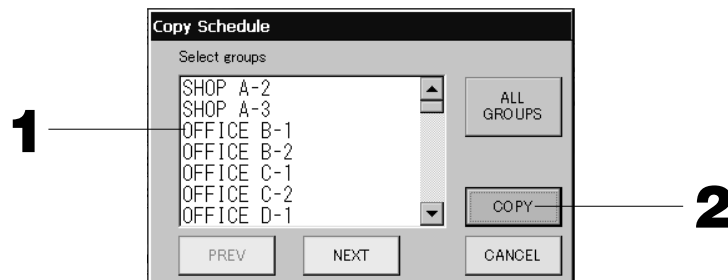 Copy Schedule
Select groups
SHOP A-2
SHOP A-3
OFFICE B-1
OFFICE B-2
OFFICE C-1
OFFICE C-2
OFFICE D-1
ALL
GROUPS
COPY
PREV
NEXT
CANCEL
1
2